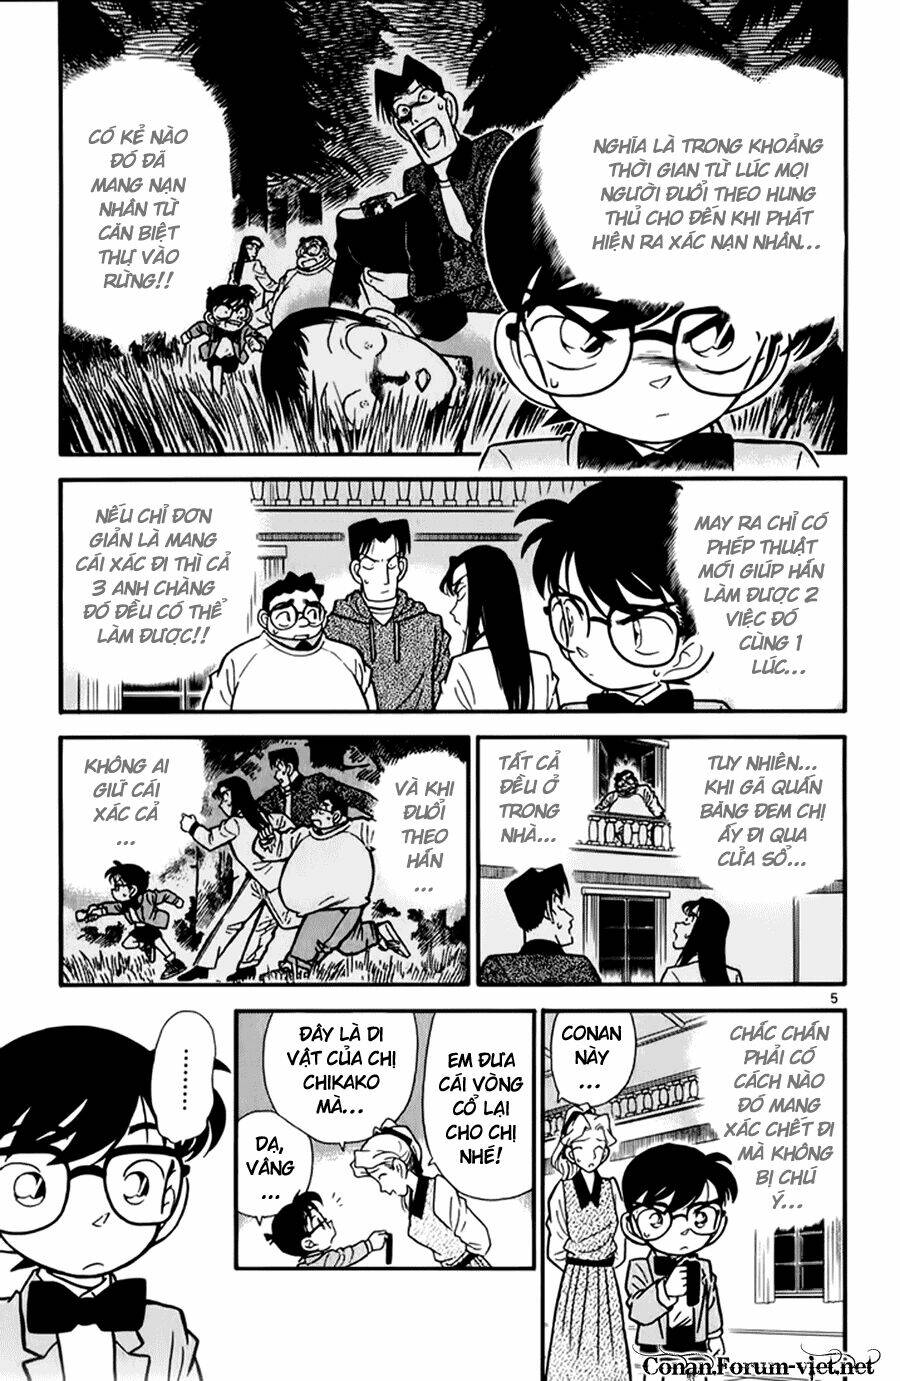 NGHĨA LÀ TRONG KHOẢNG
THỜI GIAN TỪ LÚC MỌI
NGƯỜI ĐUỔI THEO HUNG
THỦ CHO ĐẾN KHI PHÁT
HIỆN RA XÁC NẠN NHÂN...
CÓ KẺ NÀO
ĐÓ ĐÃ
MANG NẠN
NHÂN TỪ
CĂN BIỆT
THỰ VÀO
RỪNG!!
MAY RA CHỈ CÓ
PHÉP THUẬT
MỚI GIÚP HẮN
LÀM ĐƯỢC 2
VIỆC ĐÓ
CÙNG 1
LÚC...
NẾU CHỈ ĐƠN
GIẢN LÀ MANG
CÁI XÁC ĐI THÌ CẢ
3 ANH CHÀNG
ĐÓ ĐỀU CÓ THỂ
LÀM ĐƯỢC!!
TUY NHIÊN...
KHI GÃ QUẤN
BĂNG ĐEM CHỊ
ẤY ĐI QUA
CỬA SỔ...
TẤT CẢ
ĐỀU Ở
TRONG
NHÀ...
VÀ KHI
ĐUỔI
THEO
HẮN
...
KHÔNG AI
GIỮ CÁI
XÁC CẢ
...
5
CHẮC CHẮN
PHẢI CÓ
CÁCH NÀO
ĐÓ MANG
XÁC CHẾT ĐI
MÀ KHÔNG
BỊ CHÚ
Ý...
CONAN
NÀY
...
EM ĐƯA
CÁI VÒNG
CỔ LẠI
CHO CHỊ
NHÉ!
ĐÂY LÀ DI
VẬT CỦA CHỊ
CHIKAKO
MÀ...
DẠ,
VÂNG
...
.........
Conan.Forum-viet.net